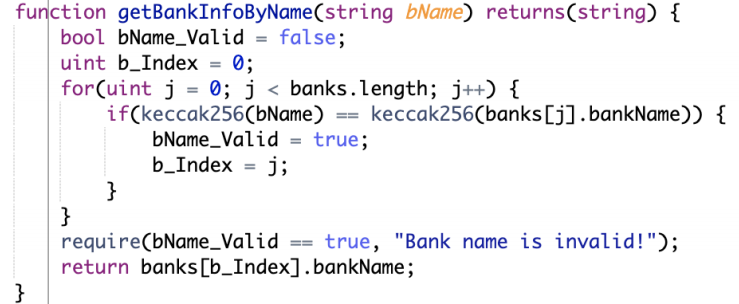 function getBankInfoByName(string bName) returns(string) {
    bool bName_Valid = false;
    uint b_Index = 0;
    for(uint j = 0; j < banks.length; j++) {
        if(keccak256(bName) == keccak256(banks[j].bankName)) {
            bName_Valid = true;
            b_Index = j;
        }
    }
    require(bName_Valid == true, "Bank name is invalid!");
    return banks[b_Index].bankName;
}